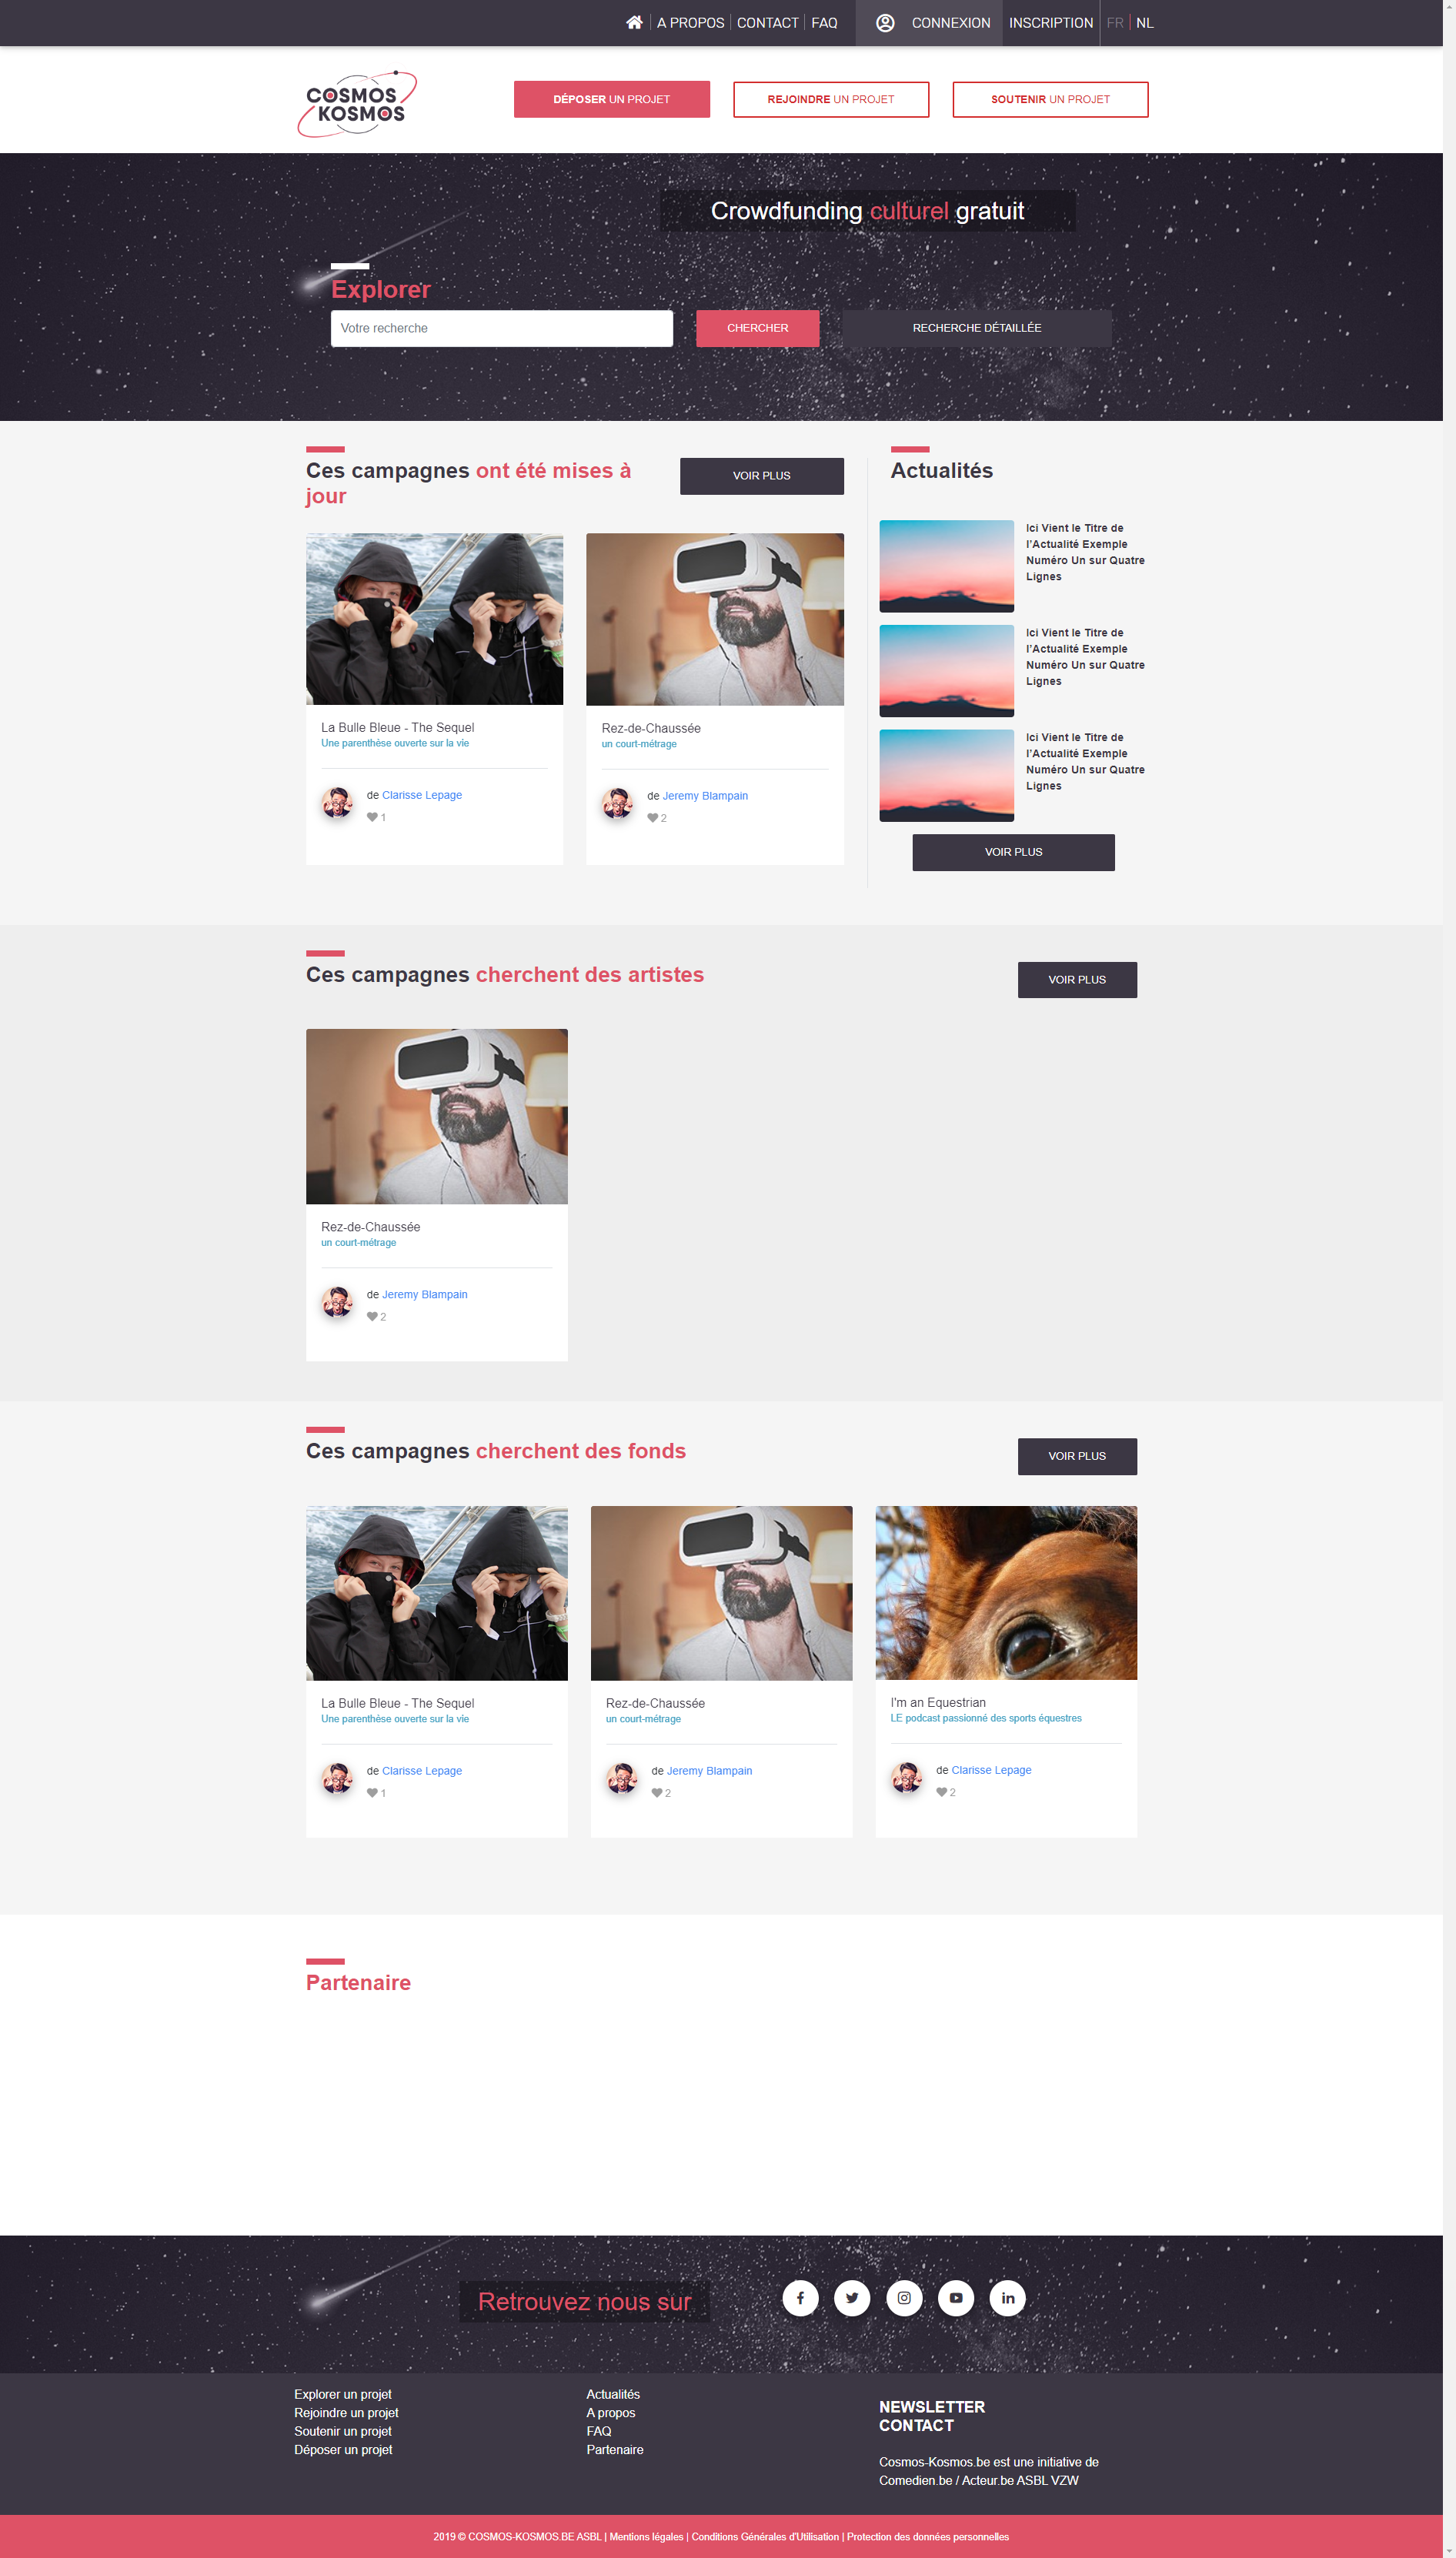 A PROPOS CONTACT FAQ CONNEXION INSCRIPTION FR NL
COSMOS
KOSMOS
DÉPOSER UN PROJET
REJOINDRE UN PROJET
SOUTENIR UN PROJET
Crowdfunding culturel gratuit
Explorer
Votre recherche
CHERCHER
RECHERCHE DÉTAILLÉE
Ces campagnes ont été mises à
jour
VOIR PLUS
La Bulle Bleue - The Sequel
Une parenthèse ouverte sur la vie
de Clarisse Lepage
1
Rez-de-Chaussée
un court-métrage
de Jeremy Blampain
2
Actualités
Ici Vient le Titre de
l'Actualité Exemple
Numéro Un sur Quatre
Lignes
Ici Vient le Titre de
l'Actualité Exemple
Numéro Un sur Quatre
Lignes
Ici Vient le Titre de
l'Actualité Exemple
Numéro Un sur Quatre
Lignes
VOIR PLUS
Ces campagnes cherchent des artistes
VOIR PLUS
Rez-de-Chaussée
un court-métrage
de Jeremy Blampain
2
Ces campagnes cherchent des fonds
VOIR PLUS
La Bulle Bleue - The Sequel
Une parenthèse ouverte sur la vie
de Clarisse Lepage
1
Rez-de-Chaussée
un court-métrage
de Jeremy Blampain
2
I'm an Equestrian
LE podcast passionné des sports équestres
de Clarisse Lepage
2
Partenaire
Retrouvez nous sur
Explorer un projet
Rejoindre un projet
Soutenir un projet
Déposer un projet
Actualités
A propos
FAQ
Partenaire
NEWSLETTER
CONTACT
Cosmos-Kosmos.be est une initiative de
Comedien.be / Acteur.be ASBL VZW
2019 © COSMOS-KOSMOS.BE ASBL | Mentions légales | Conditions Générales d'Utilisation | Protection des données personnelles